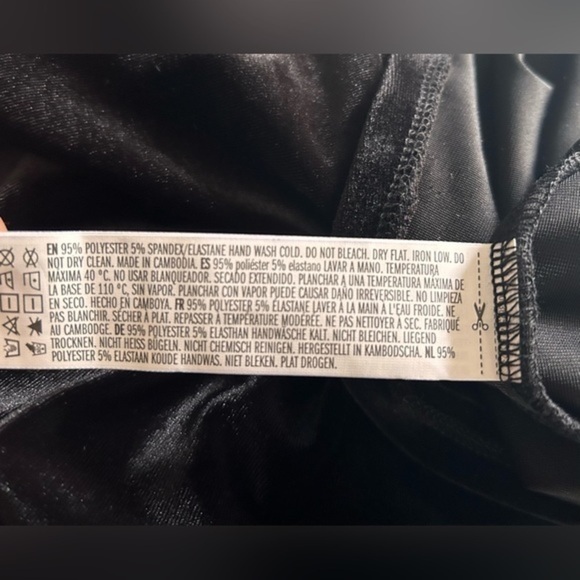 EN 95% POLYESTER 5% SPANDEX/ELASTANE HAND WASH COLD. DO NOT BLEACH. DRY FLAT. IRON LOW. DO
NOT DRY CLEAN. MADE IN CAMBODIA. ES 95% poliéster 5% elastano LAVAR A MANO. TEMPERATURA
MÁXIMA 40 °C. NO USAR BLANQUEADOR. SECADO EXTENDIDO. PLANCHAR A UNA TEMPERATURA MÁXIMA DE
LA BASE DE 110 °C, SIN VAPOR. PLANCHAR CON VAPOR PUEDE CAUSAR DAÑO IRREVERSIBLE. NO LIMPIEZA
EN SECO. HECHO EN CAMBOYA. FR 95% POLYESTER 5% ÉLASTANE LAVER À LA MAIN À L'EAU FROIDE. NE
PAS BLANCHIR. SÉCHER À PLAT. REPASSER À TEMPÉRATURE MODÉRÉE. NE PAS NETTOYER À SEC. FABRIQUÉ
AU CAMBODGE. DE 95% POLYESTER 5% ELASTHAN HANDWÄSCHE KALT. NICHT BLEICHEN. LIEGEND
TROCKNEN. NICHT HEISS BÜGELN. NICHT CHEMISCH REINIGEN. HERGESTELLT IN KAMBODSCHA. NL 95%
POLYESTER 5% ELASTAAN KOUDE HANDWAS. NIET BLEKEN. PLAT DROGEN.